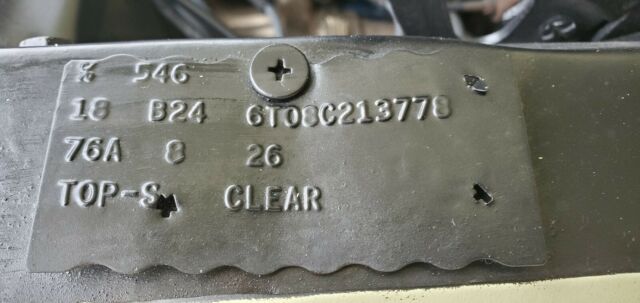 % 546
18 B24 6T08C213778
76A 8 26
TOP-S CLEAR